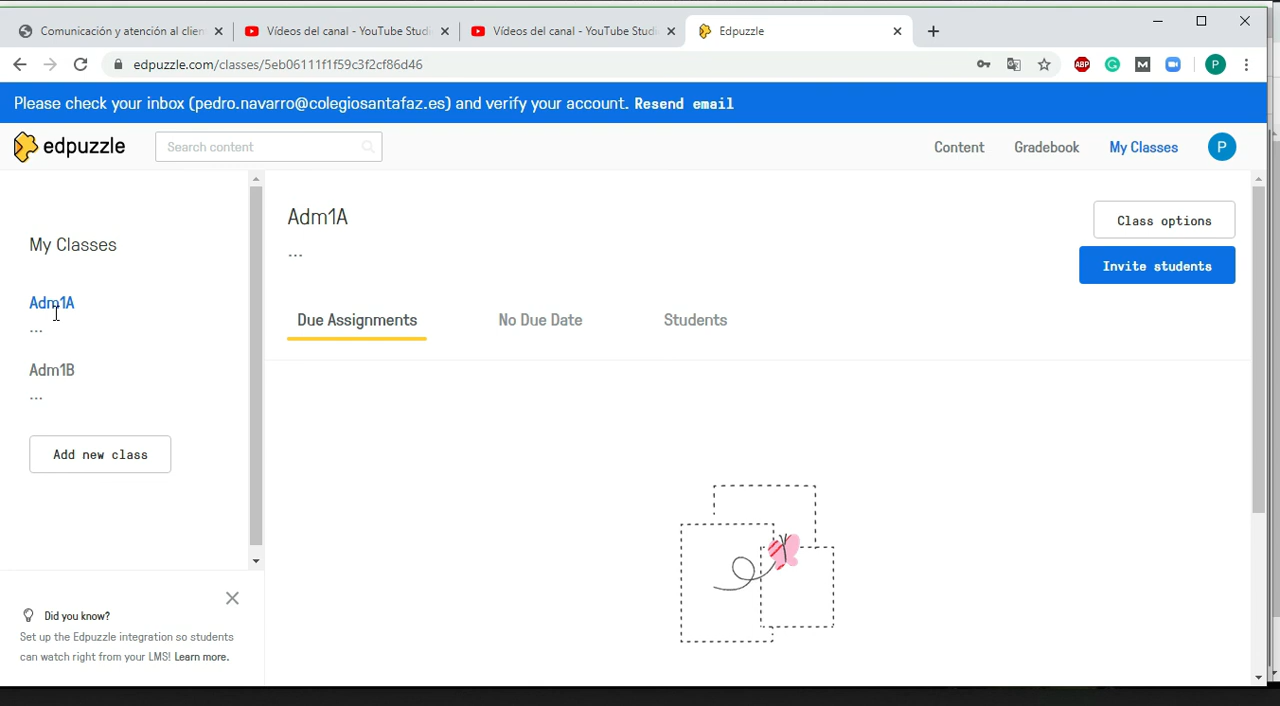 Comunicación y atención al clien
Vídeos del canal - YouTube Studi
Vídeos del canal - YouTube Studi
Edpuzzle
edpuzzle.com/classes/5eb06111f1f59c3f2cf86d46
ABP
G
M
P
Please check your inbox (pedro.navarro@colegiosantafaz.es) and verify your account. Resend email
edpuzzle
Search content
Content
Gradebook
My Classes
P
My Classes
Adm1A
...
Adm1B
...
Add new class
Adm1A
...
Class options
Invite students
Due Assignments
No Due Date
Students
Did you know?
Set up the Edpuzzle integration so students
can watch right from your LMS! Learn more.